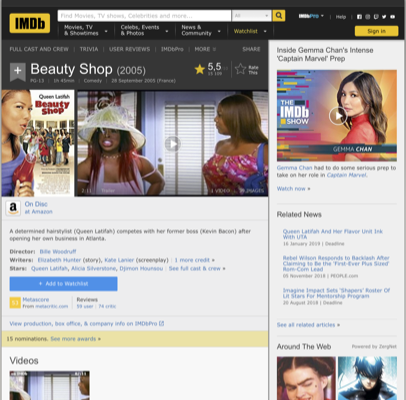 IMDb
Find Movies, TV shows, Celebrities and more...
All
IMDbPro
Help
Movies, TV & Showtimes
Celebs, Events & Photos
News & Community
Watchlist
Sign in
FULL CAST AND CREW | TRIVIA | USER REVIEWS | IMDbPro | MORE
SHARE
Beauty Shop (2005)
PG-13 | 1h 45min | Comedy | 28 September 2005 (France)
5,5
Rate This
Queen Latifah
Beauty Shop
Trailer
On Disc
at Amazon
A determined hairstylist (Queen Latifah) competes with her former boss (Kevin Bacon) after
opening her own business in Atlanta.
Director: Bille Woodruff
Writers: Elizabeth Hunter (story), Kate Lanier (screenplay) | 1 more credit »
Stars: Queen Latifah, Alicia Silverstone, Djimon Hounsou | See full cast & crew »
+ Add to Watchlist
Metascore
From metacritic.com
Reviews
59 user | 74 critic
View production, box office, & company info on IMDbPro
15 nominations. See more awards »
Videos
Inside Gemma Chan's Intense
'Captain Marvel' Prep
THE
IMDb
SHOW
GEMMA CHAN
Gemma Chan had to do some serious prep to
take on her role in Captain Marvel.
Watch now »
Related News
Queen Latifah And Her Flavor Unit Ink
With UTA
16 January 2019 | Deadline
Rebel Wilson Responds to Backlash After
Claiming to Be the 'First-Ever Plus Sized'
Rom-Com Lead
05 November 2018 | PEOPLE.com
Imagine Impact Sets 'Shapers' Roster Of
Lit Stars For Mentorship Program
20 August 2018 | Deadline
See all related articles »
Around The Web
Powered by ZergNet